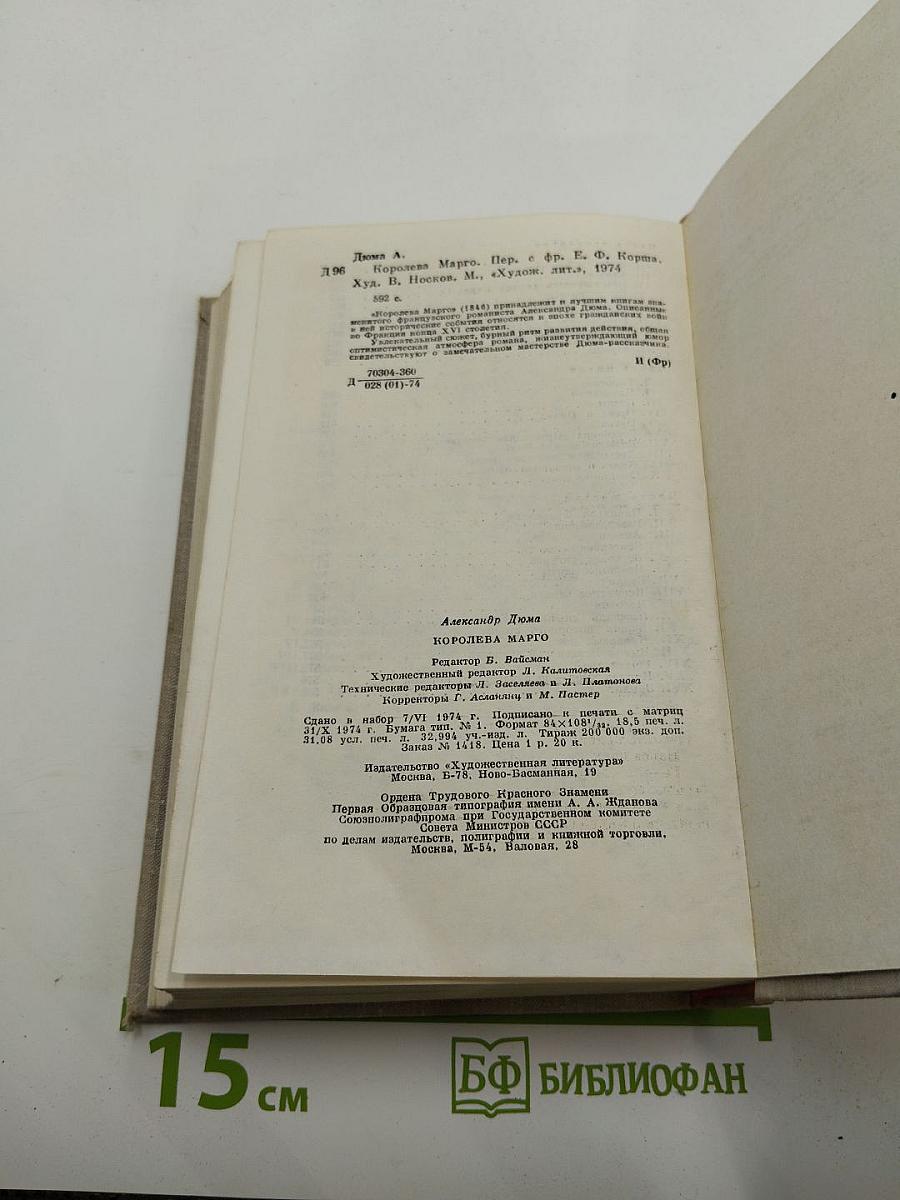 Дюма А.
Д 96 Королева Марго. Пер. с фр. Е. Ф. Корша.
Худ. В. Носков. М., «Худож. лит.», 1974
592 с.
«Королева Марго» (1846) принадлежит к лучшим книгам зна-
менитого французского романиста Александра Дюма. Описанные
в ней исторические события относятся к эпохе гражданских войн
во Франции конца XVI столетия.
Увлекательный сюжет, бурный ритм развития действия, общая
оптимистическая атмосфера романа, жизнеутверждающий юмор
свидетельствуют о замечательном мастерстве Дюма-рассказчика.
И (Фр)
70304-360
Д
028 (01)-74
Александр Дюма
КОРОЛЕВА МАРГО
Редактор Б. Вайсман
Художественный редактор Л. Калитовская
Технические редакторы Л. Заселяева и Л. Платонова
Корректоры Г. Асланянц и М. Пастер
Сдано в набор 7/VI 1974 г. Подписано к печати с матриц
31/X 1974 г. Бумага тип. № 1. Формат 84×108¹/₃₂. 18,5 печ. л.
31,08 усл. печ. л. 32,994 уч.-изд. л. Тираж 200 000 экз. доп.
Заказ № 1418. Цена 1 р. 20 к.
Издательство «Художественная литература»
Москва, Б-78, Ново-Басманная, 19
Ордена Трудового Красного Знамени
Первая Образцовая типография имени А. А. Жданова
Союзполиграфпрома при Государственном комитете
Совета Министров СССР
по делам издательств, полиграфии и книжной торговли,
Москва, М-54, Валовая, 28
15 см
БФ БИБЛИОФАН